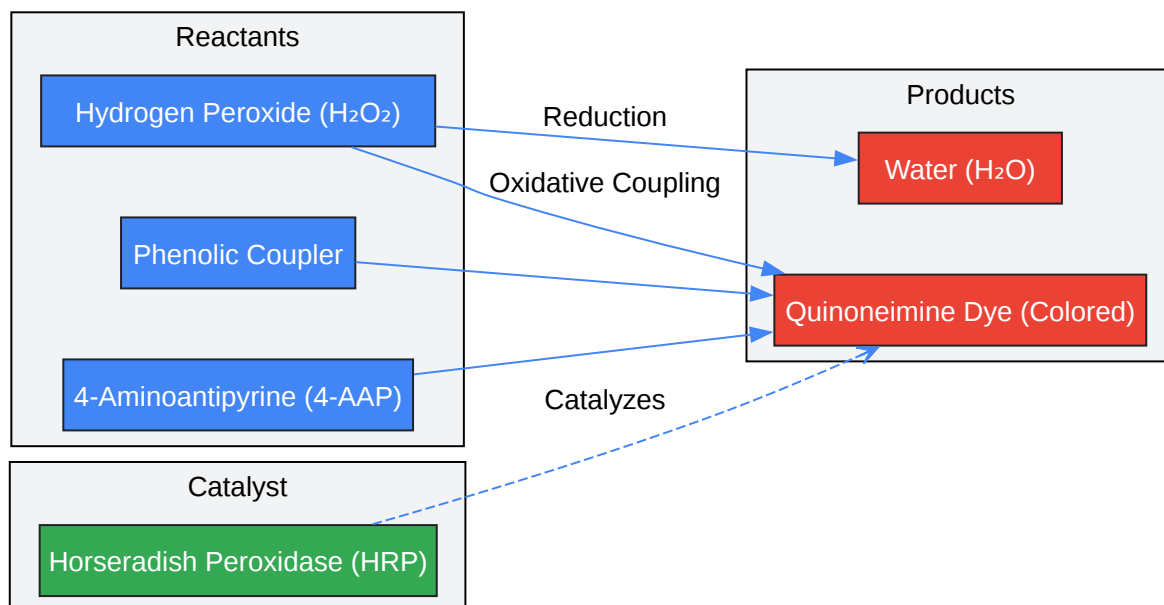 Reactants
Hydrogen Peroxide (H₂O₂)
Phenolic Coupler
4-Aminoantipyrine (4-AAP)
Catalyst
Horseradish Peroxidase (HRP)
Reduction
Oxidative Coupling
Catalyzes
Products
Water (H₂O)
Quinoneimine Dye (Colored)